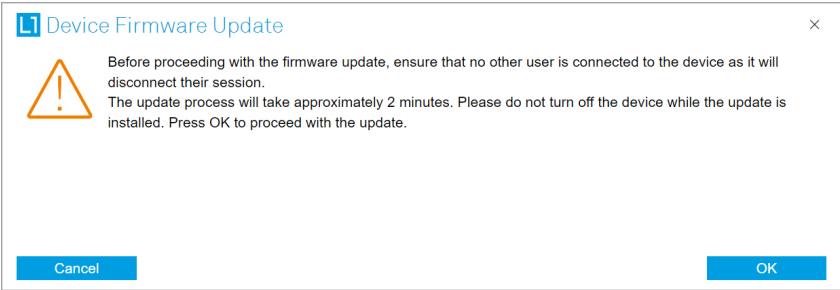 L1 Device Firmware Update
Before proceeding with the firmware update, ensure that no other user is connected to the device as it will
disconnect their session.
The update process will take approximately 2 minutes. Please do not turn off the device while the update is
installed. Press OK to proceed with the update.
Cancel
OK